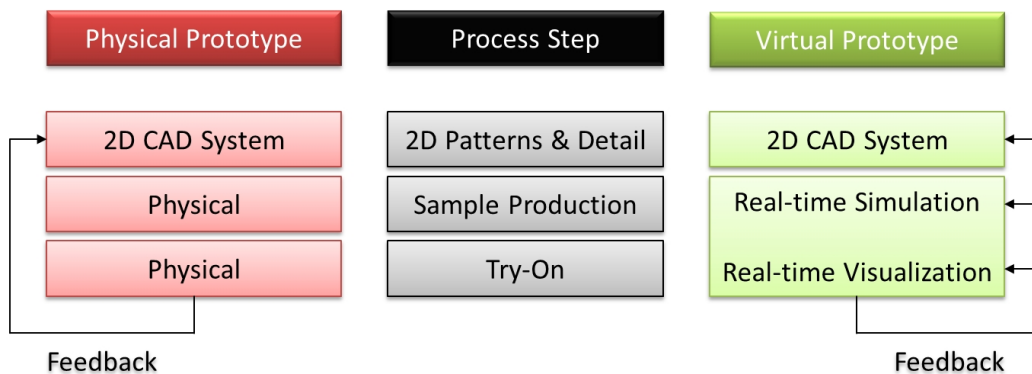 Physical Prototype
Process Step
Virtual Prototype
2D CAD System
2D Patterns & Detail
2D CAD System
Physical
Sample Production
Real-time Simulation
Physical
Try-On
Real-time Visualization
Feedback
Feedback